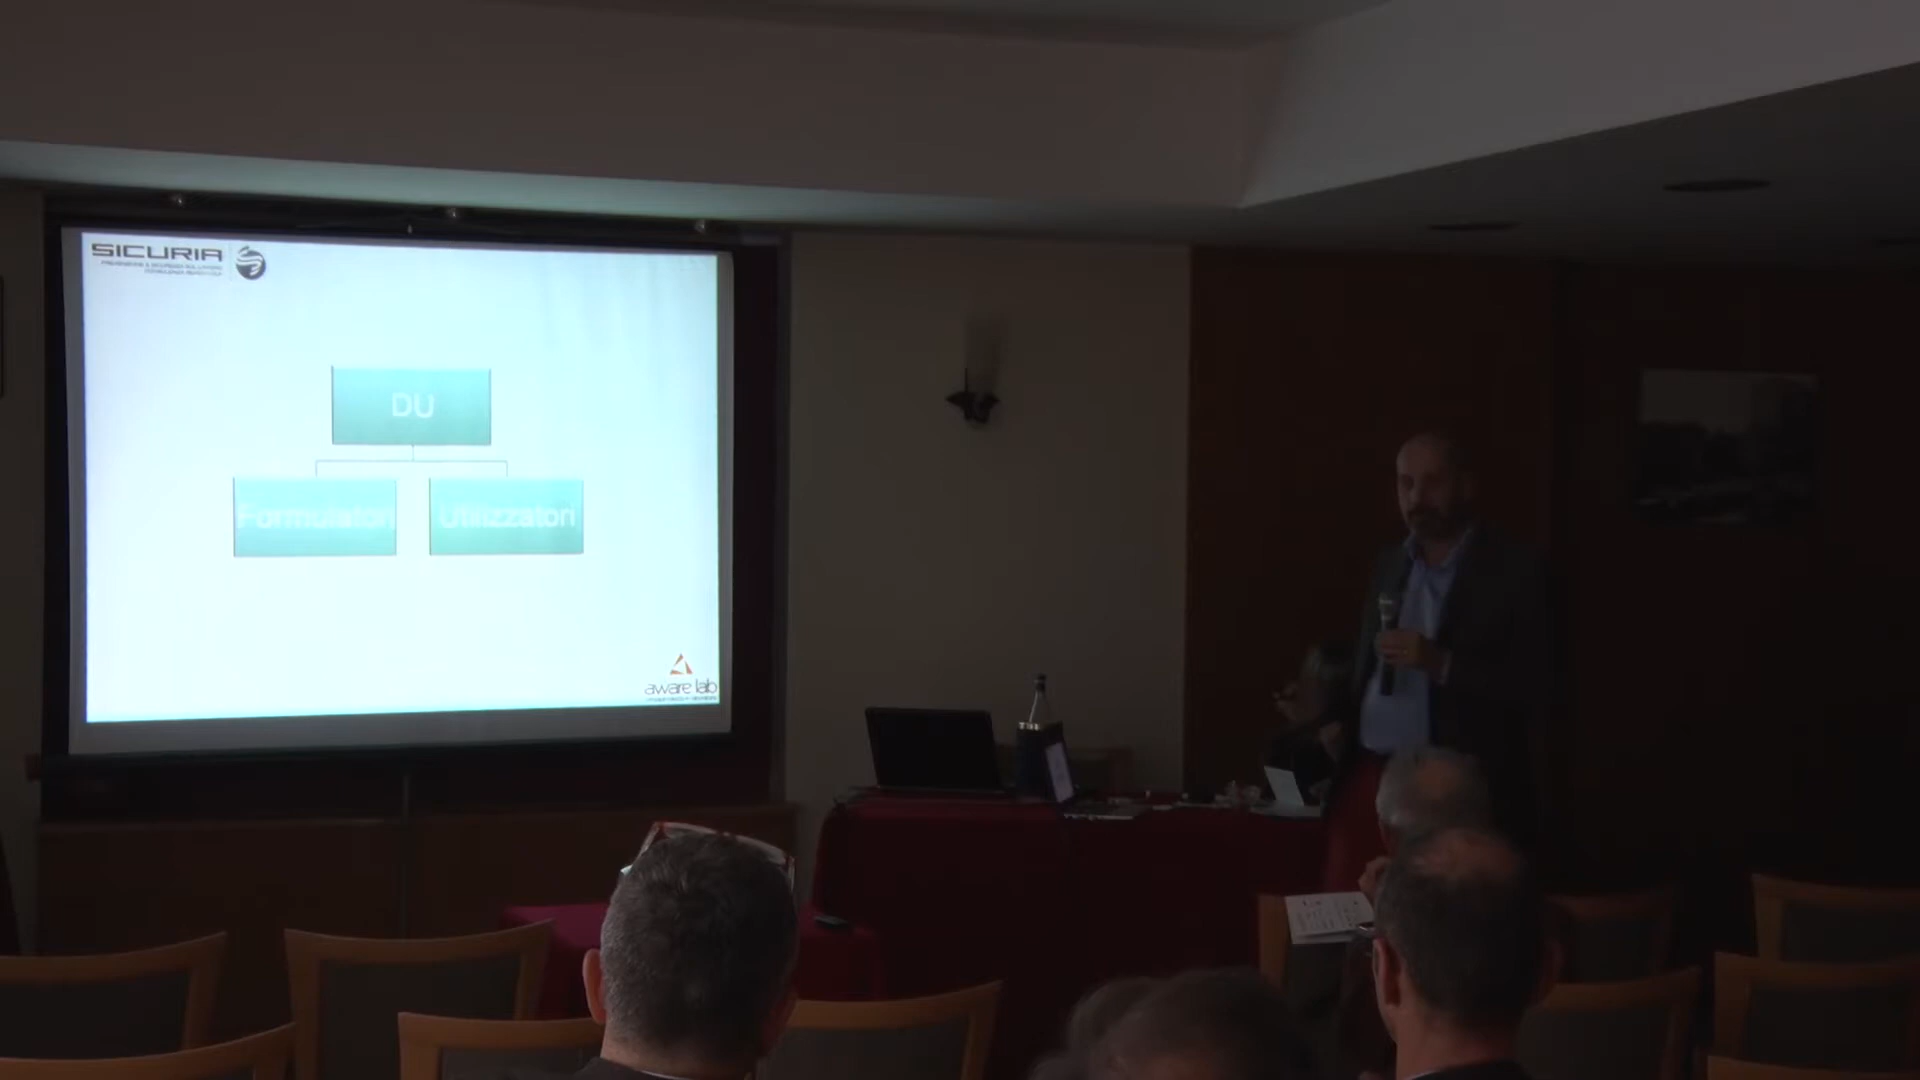 SICURIA
DU
Formulatori
Utilizzatori
aware lab